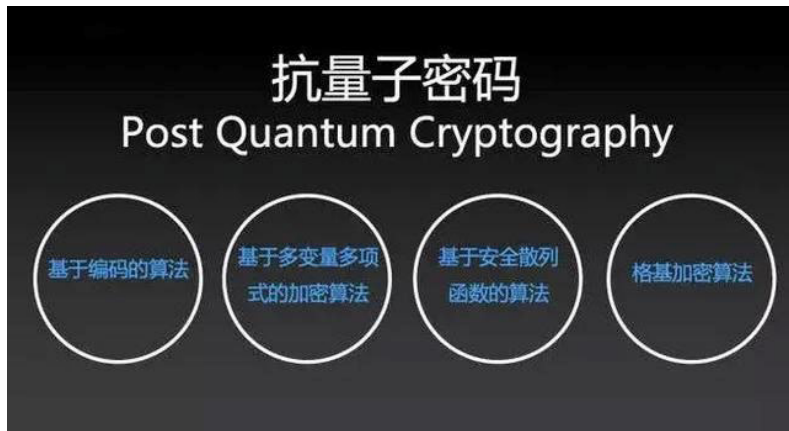 抗量子密码
Post Quantum Cryptography
基于编码的算法
基于多变量多项
式的加密算法
基于安全散列
函数的算法
格基加密算法